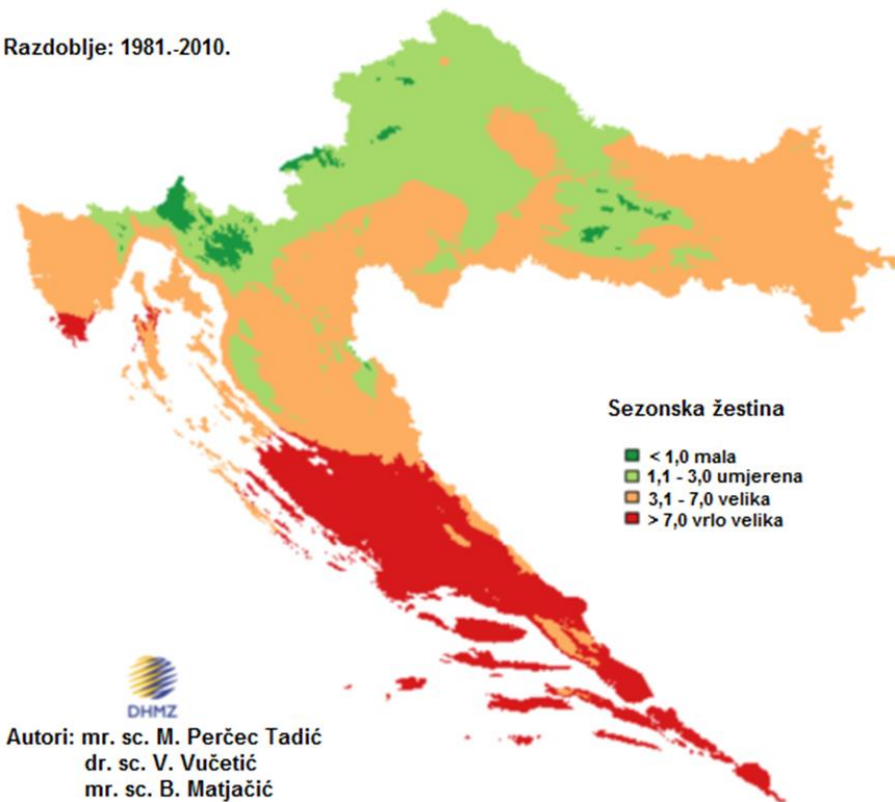 Razdoblje: 1981.-2010.
Sezonska žestina
< 1,0 mala
1,1 - 3,0 umjerena
3,1 - 7,0 velika
> 7,0 vrlo velika
DHMZ
Autori: mr. sc. M. Perčec Tadić
dr. sc. V. Vučetić
mr. sc. B. Matjačić